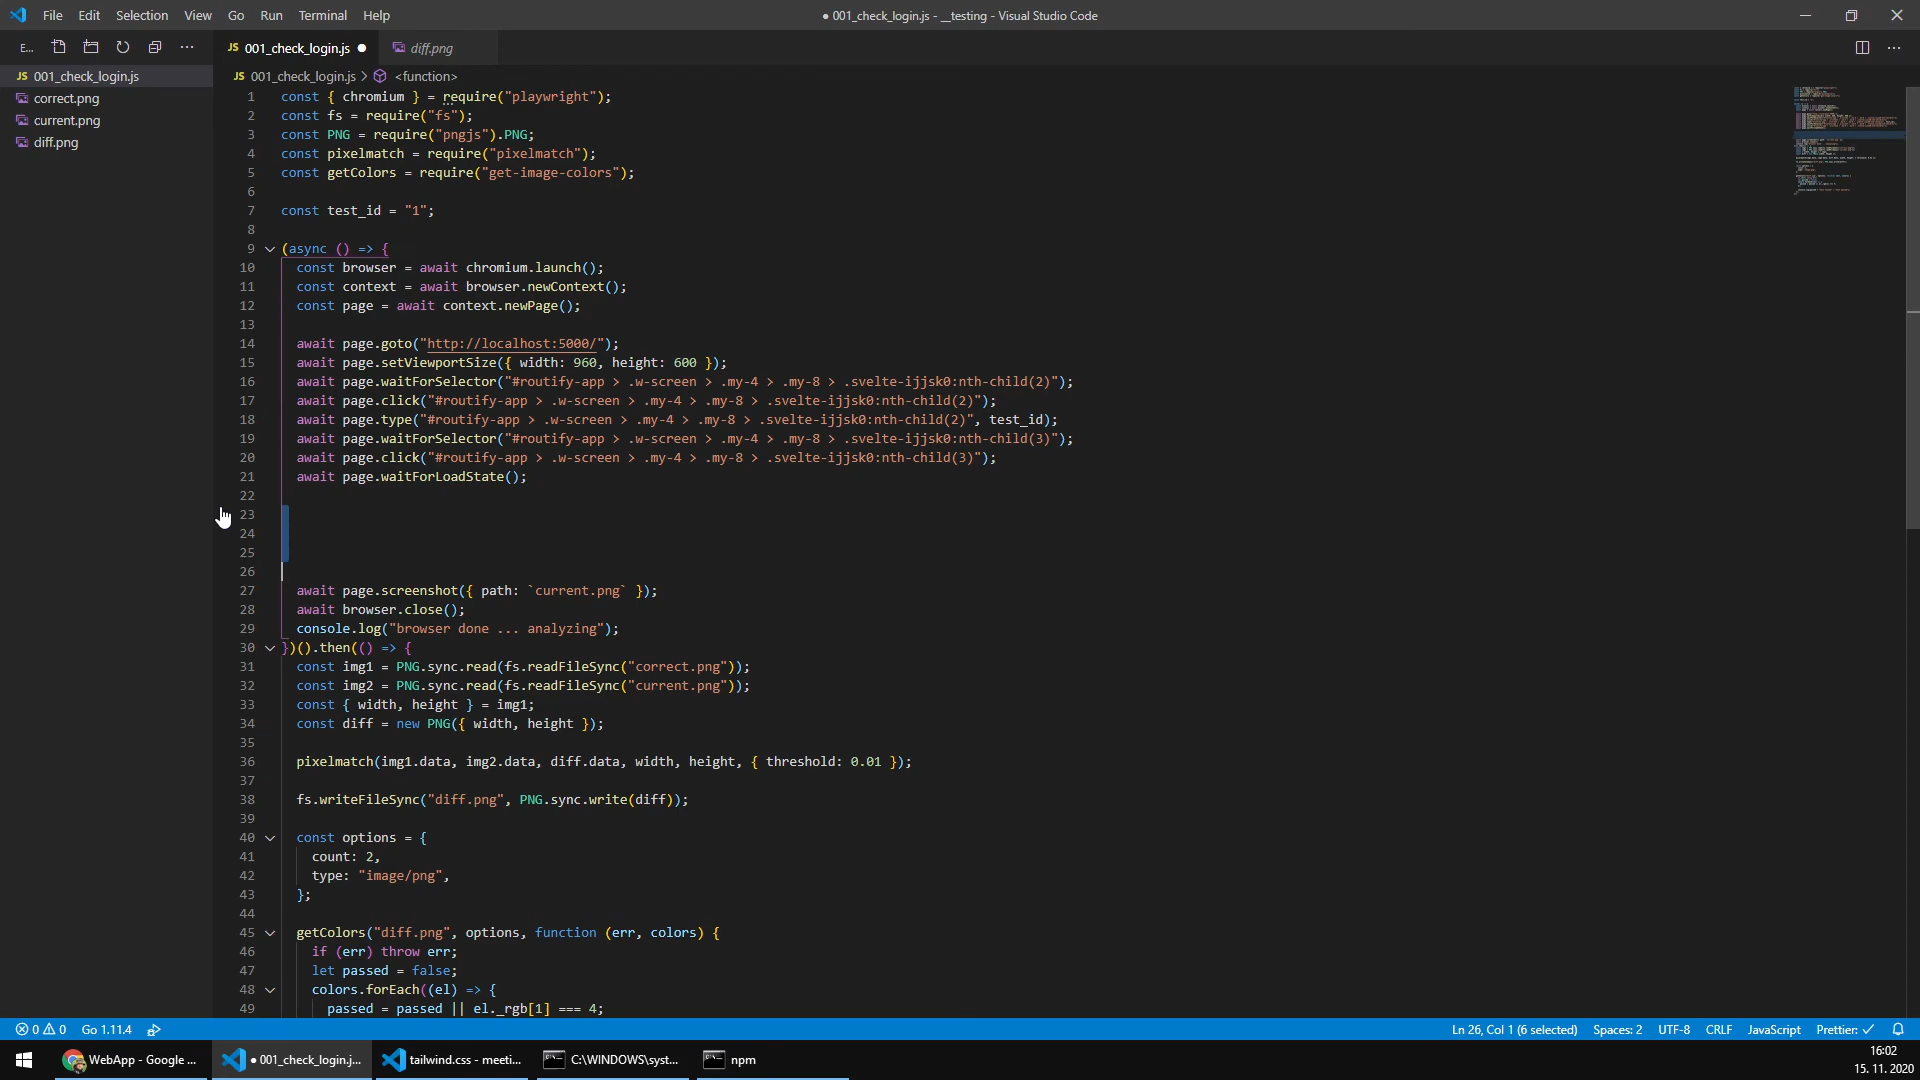 File Edit Selection View Go Run Terminal Help
● 001_check_login.js - __testing - Visual Studio Code
E...
JS 001_check_login.js ●
diff.png
JS 001_check_login.js
correct.png
current.png
diff.png
JS 001_check_login.js > <function>
1 const { chromium } = require("playwright");
2 const fs = require("fs");
3 const PNG = require("pngjs").PNG;
4 const pixelmatch = require("pixelmatch");
5 const getColors = require("get-image-colors");
6
7 const test_id = "1";
8
9 (async () => {
10 const browser = await chromium.launch();
11 const context = await browser.newContext();
12 const page = await context.newPage();
13
14 await page.goto("http://localhost:5000/");
15 await page.setViewportSize({ width: 960, height: 600 });
16 await page.waitForSelector("#routify-app > .w-screen > .my-4 > .my-8 > .svelte-ijjsk0:nth-child(2)");
17 await page.click("#routify-app > .w-screen > .my-4 > .my-8 > .svelte-ijjsk0:nth-child(2)");
18 await page.type("#routify-app > .w-screen > .my-4 > .my-8 > .svelte-ijjsk0:nth-child(2)", test_id);
19 await page.waitForSelector("#routify-app > .w-screen > .my-4 > .my-8 > .svelte-ijjsk0:nth-child(3)");
20 await page.click("#routify-app > .w-screen > .my-4 > .my-8 > .svelte-ijjsk0:nth-child(3)");
21 await page.waitForLoadState();
22
23
24
25
26
27 await page.screenshot({ path: `current.png` });
28 await browser.close();
29 console.log("browser done ... analyzing");
30 })().then(() => {
31 const img1 = PNG.sync.read(fs.readFileSync("correct.png"));
32 const img2 = PNG.sync.read(fs.readFileSync("current.png"));
33 const { width, height } = img1;
34 const diff = new PNG({ width, height });
35
36 pixelmatch(img1.data, img2.data, diff.data, width, height, { threshold: 0.01 });
37
38 fs.writeFileSync("diff.png", PNG.sync.write(diff));
39
40 const options = {
41 count: 2,
42 type: "image/png",
43 };
44
45 getColors("diff.png", options, function (err, colors) {
46 if (err) throw err;
47 let passed = false;
48 colors.forEach((el) => {
49 passed = passed || el._rgb[1] === 4;
0 0 Go 1.11.4
Ln 26, Col 1 (6 selected) Spaces: 2 UTF-8 CRLF JavaScript Prettier: ✓
WebApp - Google ...
● 001_check_login.j...
tailwind.css - meeti...
C:\WINDOWS\syst...
npm
16:02
15. 11. 2020